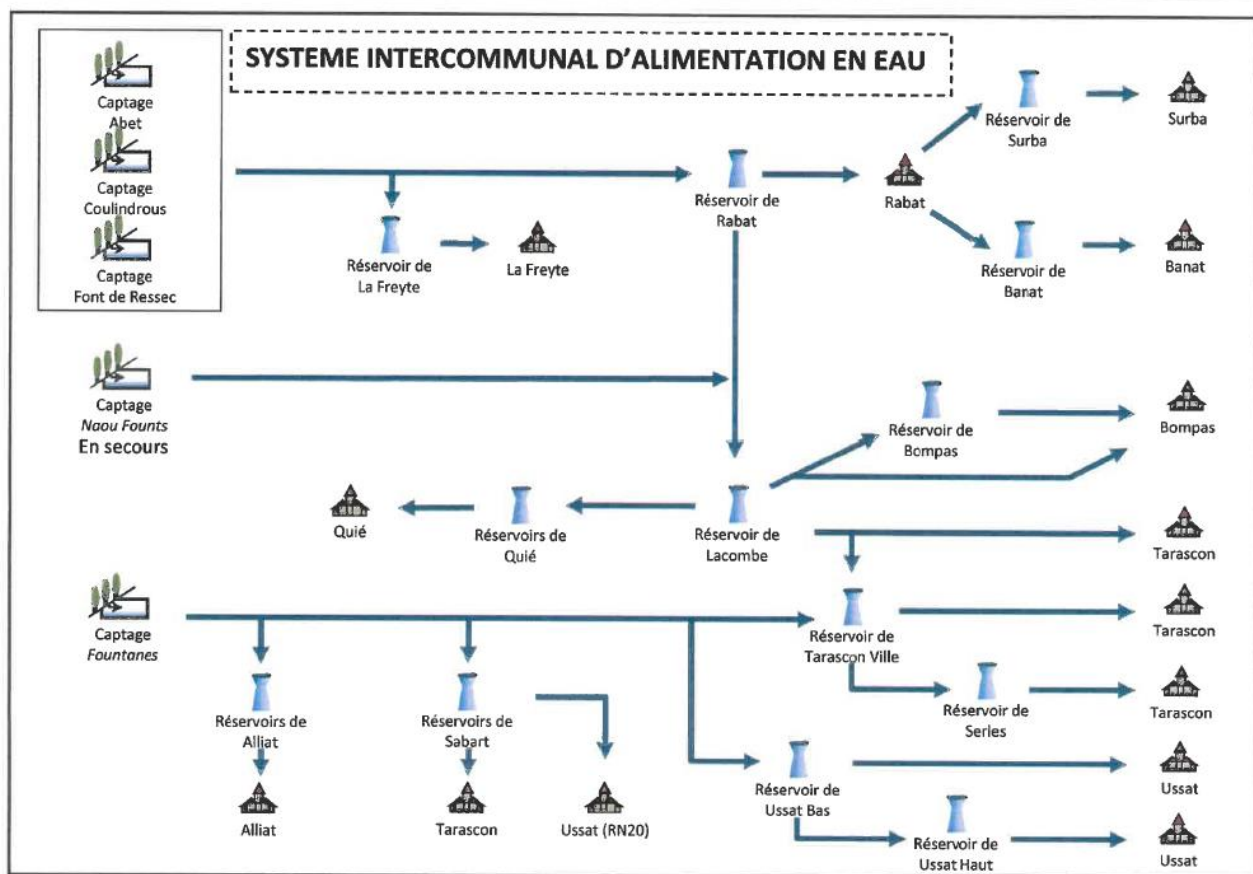 SYSTEME INTERCOMMUNAL D'ALIMENTATION EN EAU
Captage
Abet
Captage
Coulindrous
Captage
Font de Ressec
Réservoir de
La Freyte
La Freyte
Réservoir de
Rabat
Rabat
Réservoir de
Surba
Surba
Réservoir de
Banat
Banat
Captage
Naou Founts
En secours
Réservoir de
Bompas
Bompas
Quié
Réservoirs de
Quié
Réservoir de
Lacombe
Tarascon
Captage
Fountanes
Réservoir de
Tarascon Ville
Tarascon
Réservoir de
Serles
Tarascon
Réservoirs de
Alliat
Réservoirs de
Sabart
Alliat
Tarascon
Ussat (RN20)
Réservoir de
Ussat Bas
Ussat
Réservoir de
Ussat Haut
Ussat